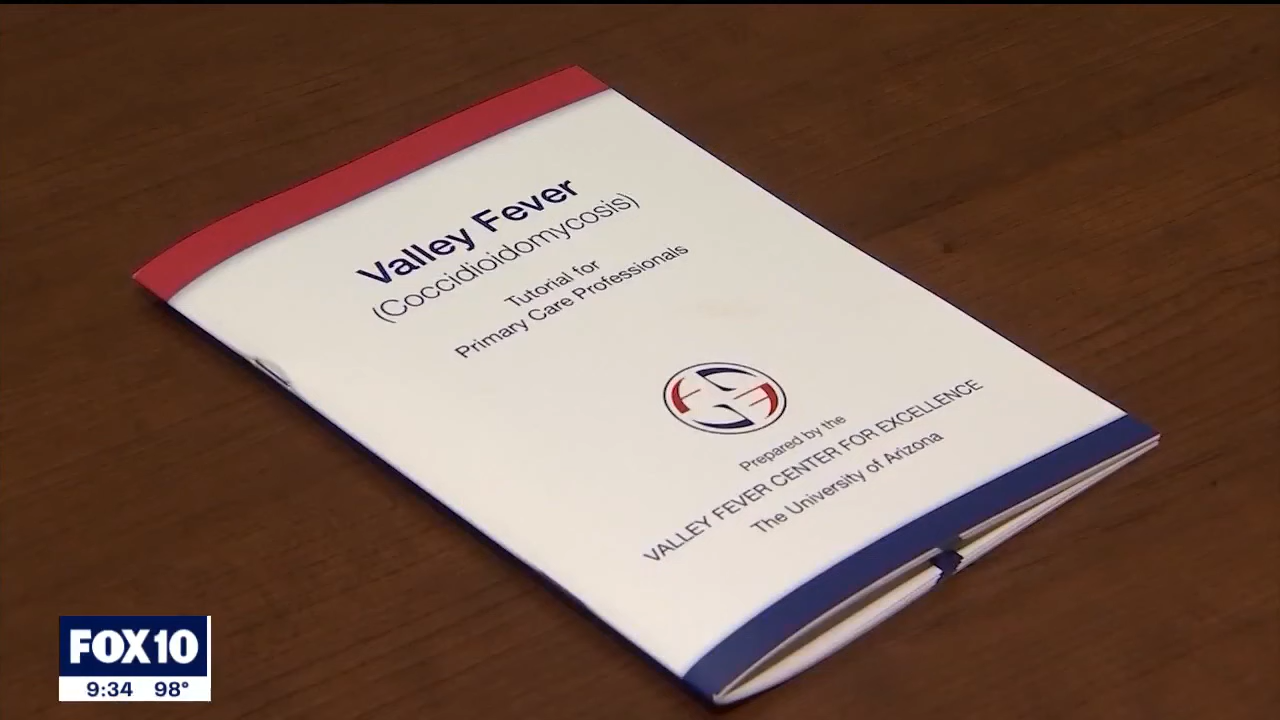 Valley Fever
(Coccidioidomycosis)
Tutorial for
Primary Care Professionals
Prepared by the
VALLEY FEVER CENTER FOR EXCELLENCE
The University of Arizona
FOX10
9:34 98°